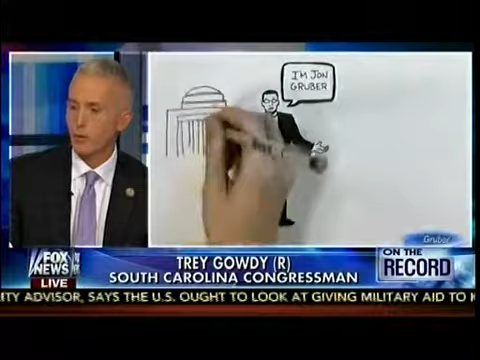 I'M JON
GRUBER
Gruber
FOX
NEWS
LIVE
TREY GOWDY (R)
SOUTH CAROLINA CONGRESSMAN
ON THE
RECORD
ITY ADVISOR, SAYS THE U.S. OUGHT TO LOOK AT GIVING MILITARY AID TO K